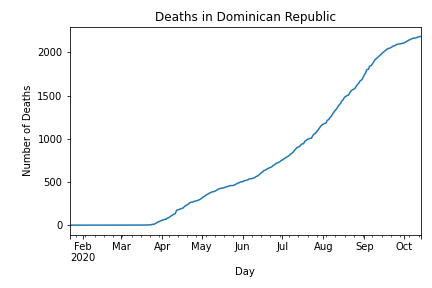 Deaths in Dominican Republic
Number of Deaths
2000
1500
1000
500
0
Feb Mar Apr May Jun Jul Aug Sep Oct
2020
Day